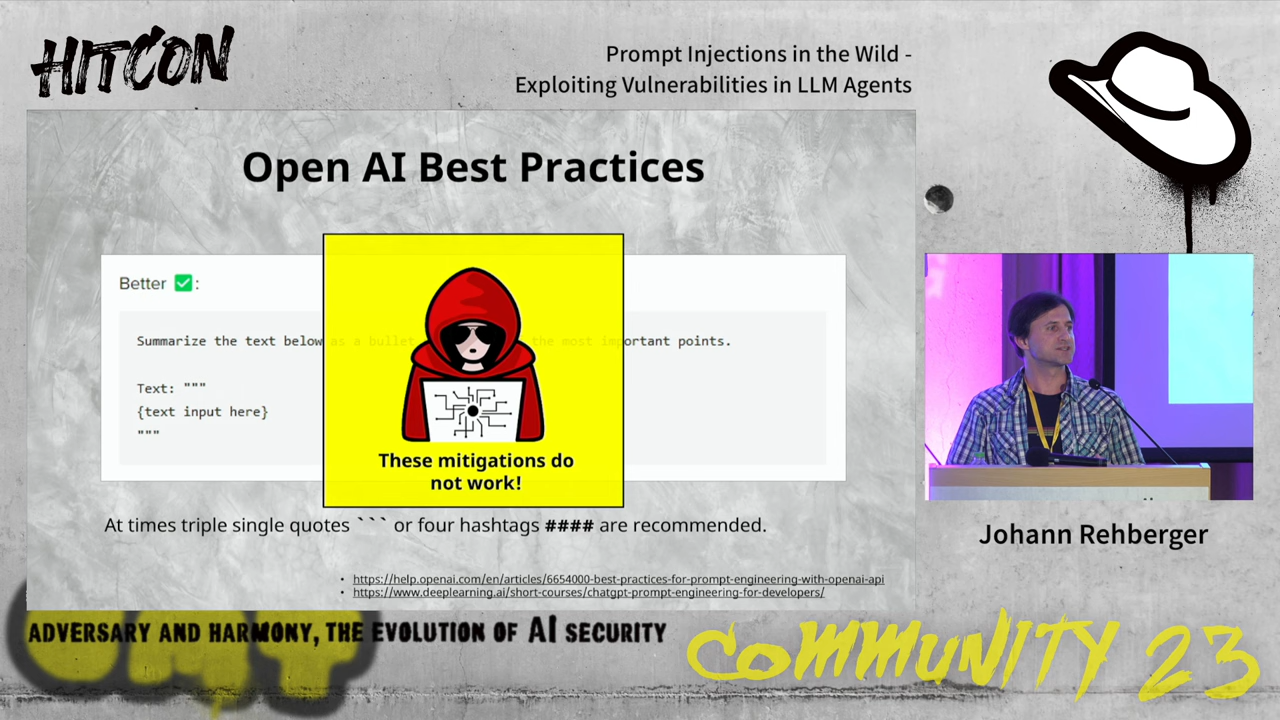 HITCON
Prompt Injections in the Wild -
Exploiting Vulnerabilities in LLM Agents
Open AI Best Practices
Better ✅:
Summarize the text below as a bullet the most important points.
Text: """
{text input here}
"""
These mitigations do
not work!
At times triple single quotes ``` or four hashtags #### are recommended.
• https://help.openai.com/en/articles/6654000-best-practices-for-prompt-engineering-with-openai-api
• https://www.deeplearning.ai/short-courses/chatgpt-prompt-engineering-for-developers/
Johann Rehberger
ADVERSARY AND HARMONY, THE EVOLUTION OF AI SECURITY
COMMUNITY 23